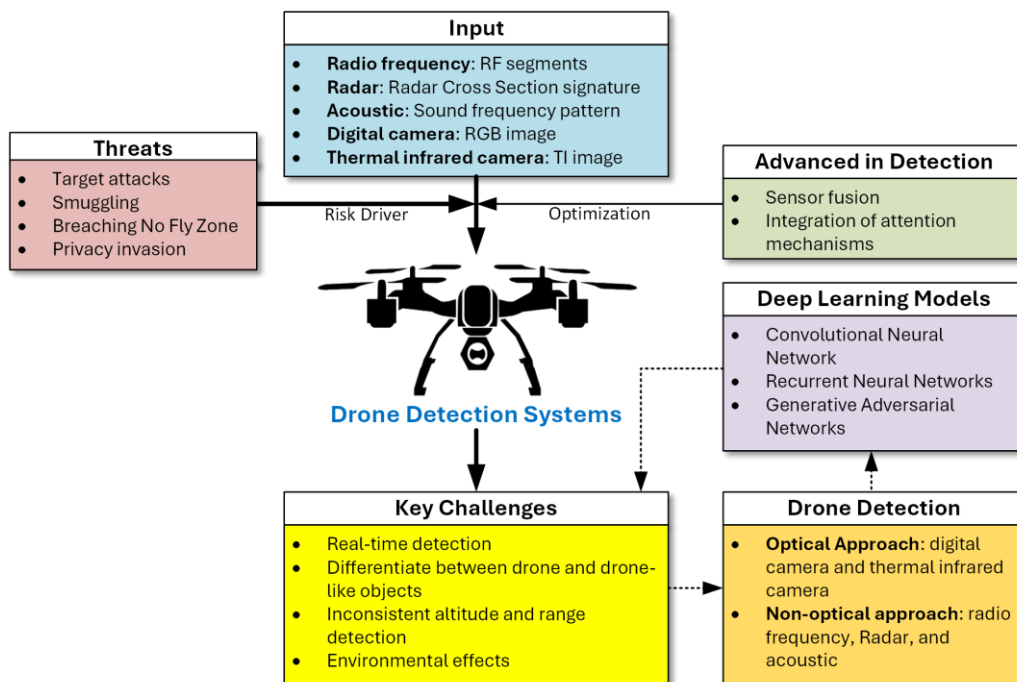 Input
• Radio frequency: RF segments
• Radar: Radar Cross Section signature
• Acoustic: Sound frequency pattern
• Digital camera: RGB image
• Thermal infrared camera: TI image
Threats
• Target attacks
• Smuggling
• Breaching No Fly Zone
• Privacy invasion
Risk Driver
Optimization
Advanced in Detection
• Sensor fusion
• Integration of attention
mechanisms
Drone Detection Systems
Deep Learning Models
• Convolutional Neural
Network
• Recurrent Neural Networks
• Generative Adversarial
Networks
Key Challenges
• Real-time detection
• Differentiate between drone and drone-
like objects
• Inconsistent altitude and range
detection
• Environmental effects
Drone Detection
• Optical Approach: digital
camera and thermal infrared
camera
• Non-optical approach: radio
frequency, Radar, and
acoustic